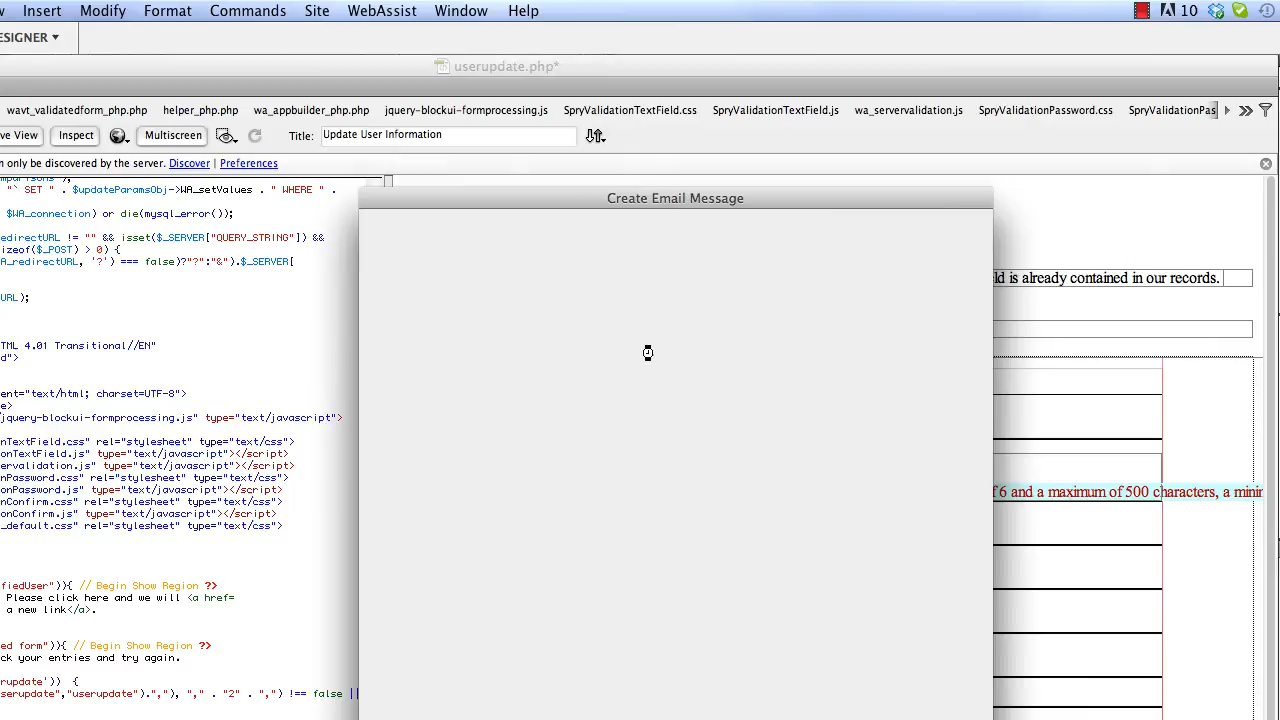 Insert Modify Format Commands Site WebAssist Window Help 10
ESIGNER
userupdate.php*
wavt_validatedform_php.php helper_php.php wa_appbuilder_php.php jquery-blockui-formprocessing.js SpryValidationTextField.css SpryValidationTextField.js wa_servervalidation.js SpryValidationPassword.css SpryValidationPas
ve View Inspect Multiscreen Title: Update User Information
n only be discovered by the server. Discover Preferences
mparisons");
"` SET " . $updateParamsObj->WA_setValues . " WHERE " .
Create Email Message
$WA_connection) or die(mysql_error());
edirectURL != "" && isset($_SERVER["QUERY_STRING"]) &&
izeof($_POST) > 0) {
A_redirectURL, '?') === false)?"?":"&").$_SERVER[
ld is already contained in our records.
URL);
TML 4.01 Transitional//EN"
d">
ent="text/html; charset=UTF-8">
e>
jquery-blockui-formprocessing.js" type="text/javascript">
nTextField.css" rel="stylesheet" type="text/css">
onTextField.js" type="text/javascript"></script>
ervalidation.js" type="text/javascript"></script>
onPassword.css" rel="stylesheet" type="text/css">
onPassword.js" type="text/javascript"></script>
f 6 and a maximum of 500 characters, a minin
onConfirm.css" rel="stylesheet" type="text/css">
onConfirm.js" type="text/javascript"></script>
_default.css" rel="stylesheet" type="text/css">
fiedUser")){ // Begin Show Region ?>
Please click here and we will <a href=
a new link</a>.
ed form")){ // Begin Show Region ?>
ck your entries and try again.
rupdate')) {
serupdate","userupdate").","), "," . "2" . ",") !== false ||